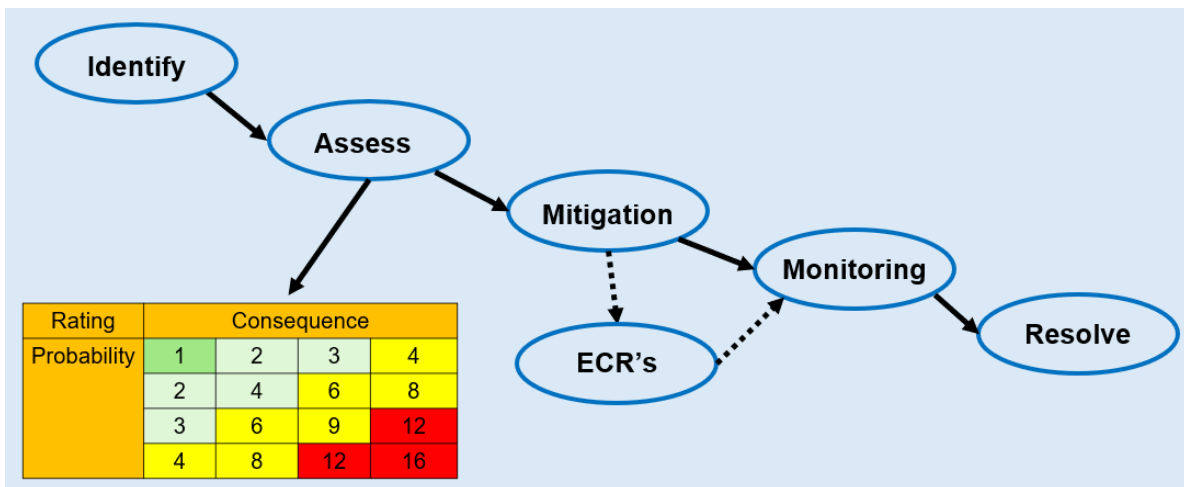 Identify
Assess
Mitigation
Monitoring
ECR's
Resolve
Rating Consequence
Probability 1 2 3 4
2 4 6 8
3 6 9 12
4 8 12 16